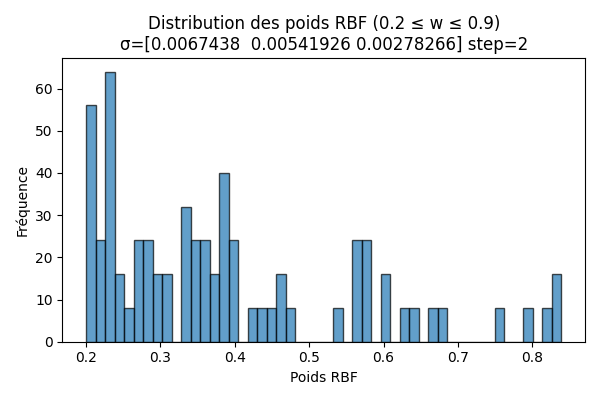 Distribution des poids RBF (0.2 ≤ w ≤ 0.9)
σ=[0.0067438  0.00541926 0.00278266] step=2
Fréquence
60
50
40
30
20
10
0
0.2 0.3 0.4 0.5 0.6 0.7 0.8
Poids RBF